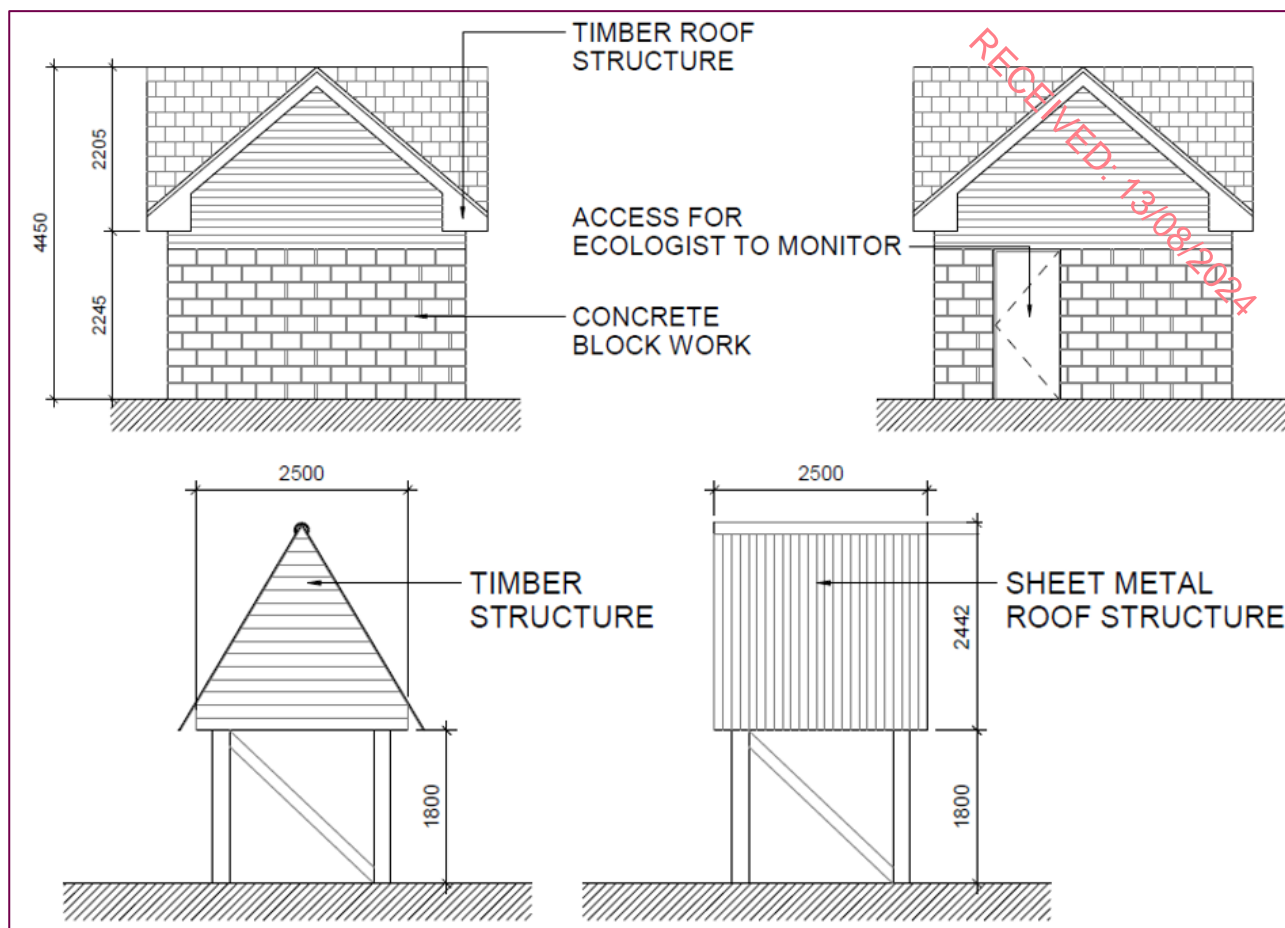 TIMBER ROOF
STRUCTURE
RECEIVED: 13/08/2024
2205
4450
2245
ACCESS FOR
ECOLOGIST TO MONITOR
CONCRETE
BLOCK WORK
2500
TIMBER
STRUCTURE
1800
2500
SHEET METAL
ROOF STRUCTURE
2442
1800